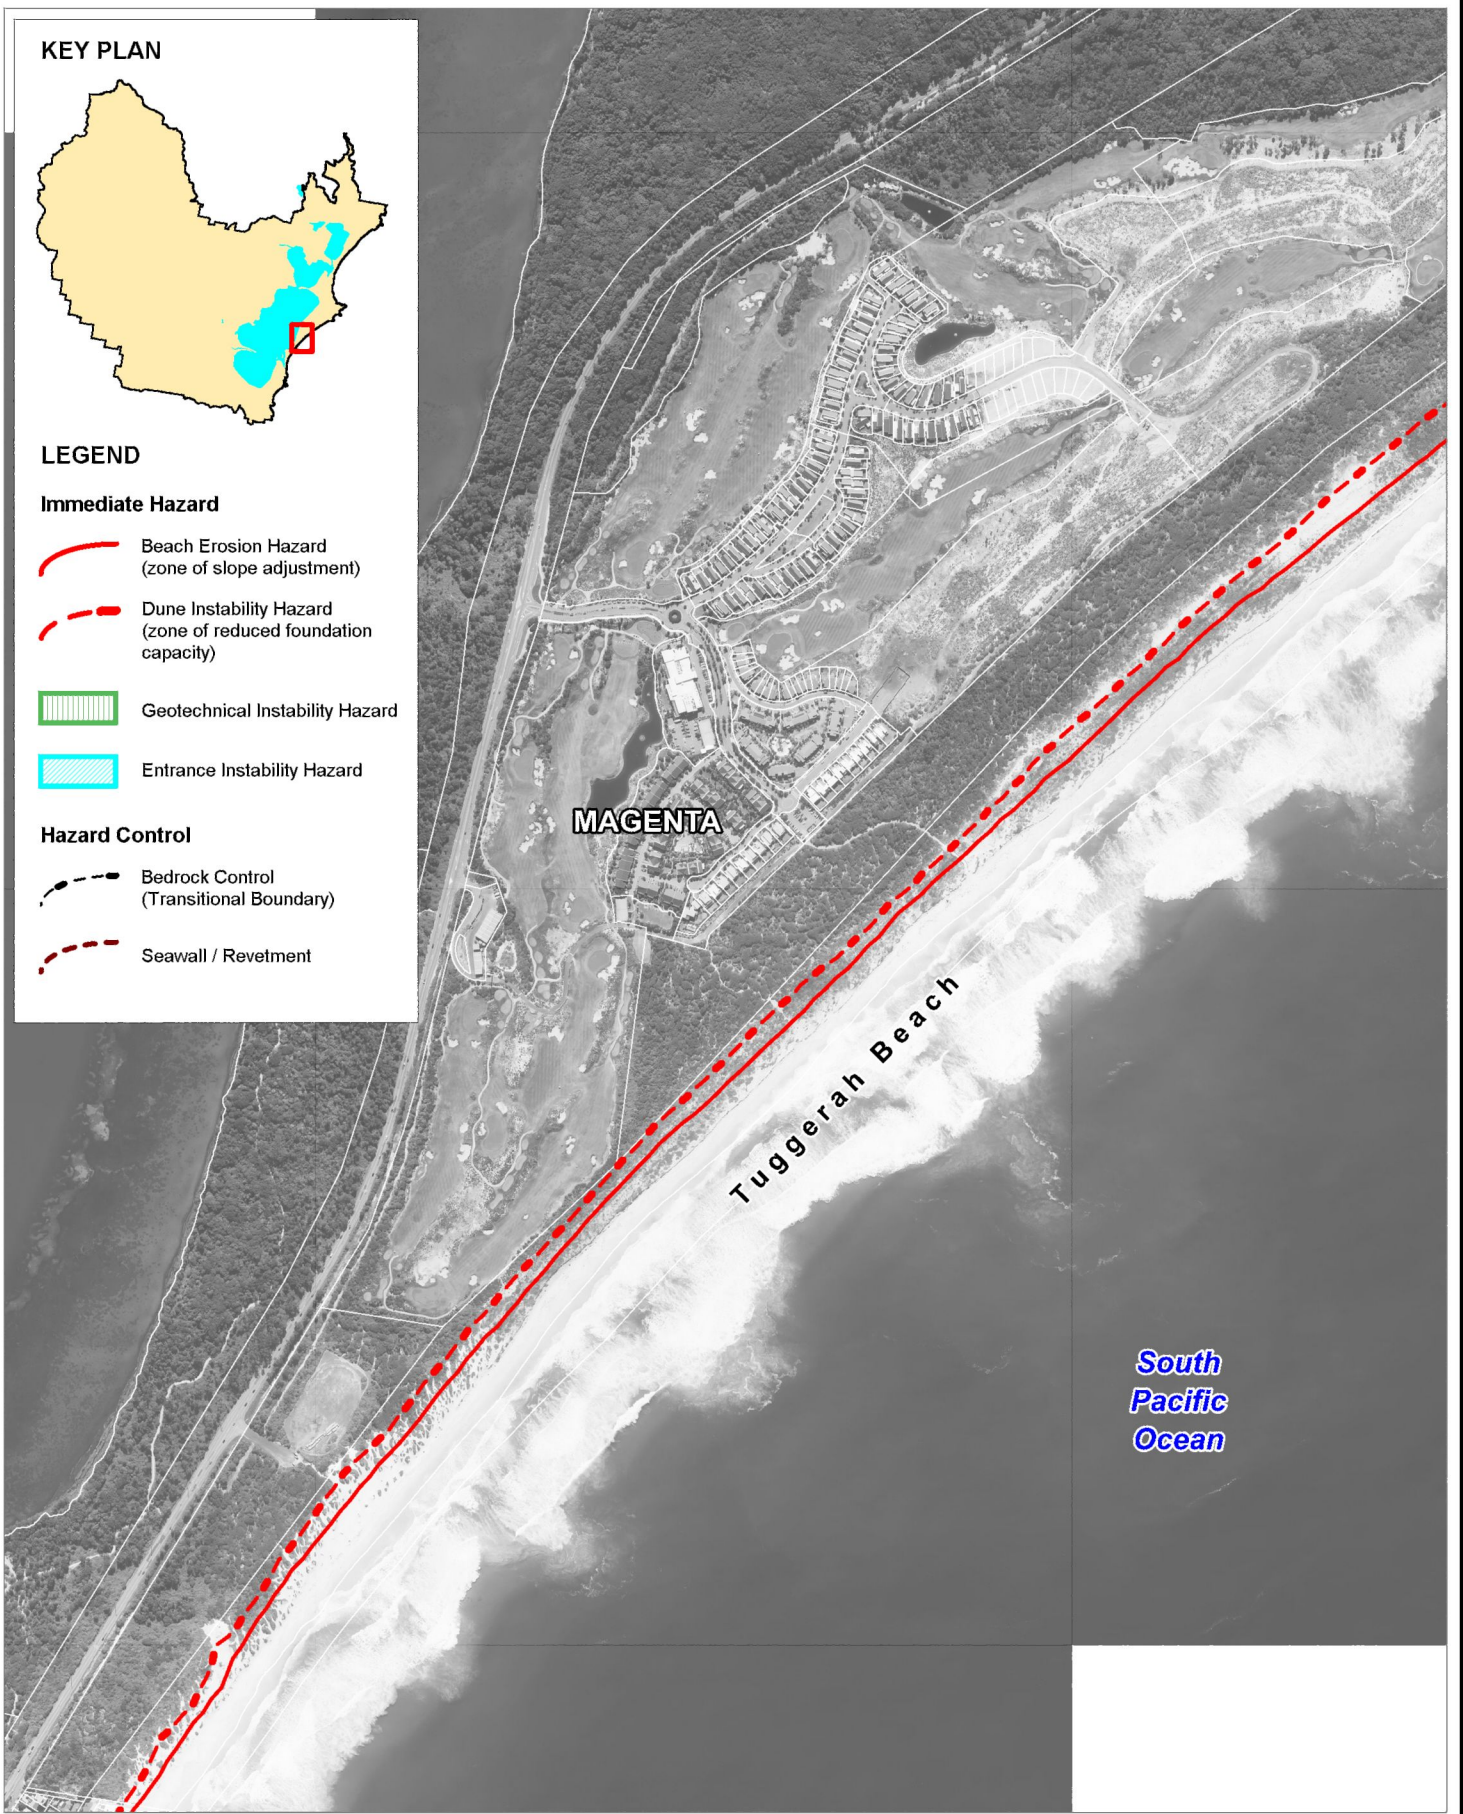 KEY PLAN
LEGEND
Immediate Hazard
Beach Erosion Hazard
(zone of slope adjustment)
Dune Instability Hazard
(zone of reduced foundation
capacity)
Geotechnical Instability Hazard
Entrance Instability Hazard
Hazard Control
Bedrock Control
(Transitional Boundary)
Seawall / Revetment
MAGENTA
Tuggerah Beach
South
Pacific
Ocean